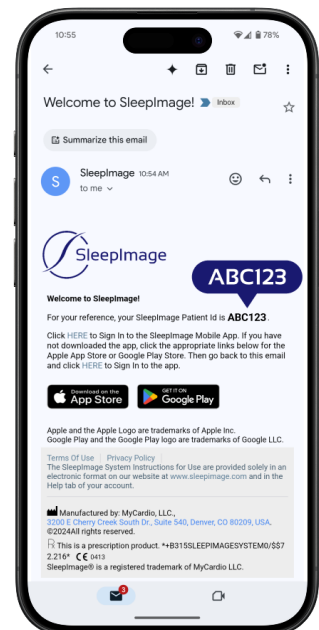 10:55
78%
Welcome to SleepImage! Inbox
Summarize this email
S
SleepImage 10:54 AM
to me
SleepImage
ABC123
Welcome to SleepImage!
For your reference, your SleepImage Patient Id is ABC123.
Click HERE to Sign In to the SleepImage Mobile App. If you have
not downloaded the app, click the appropriate links below for the
Apple App Store or Google Play Store. Then go back to this email
and click HERE to Sign In to the app.
Download on the
App Store
GET IT ON
Google Play
Apple and the Apple Logo are trademarks of Apple Inc.
Google Play and the Google Play logo are trademarks of Google LLC.
Terms Of Use | Privacy Policy
The SleepImage System Instructions for Use are provided solely in an
electronic format on our website at www.sleepimage.com and in the
Help tab of your account.
Manufactured by: MyCardio, LLC.,
3200 E Cherry Creek South Dr., Suite 540, Denver, CO 80209, USA.
©2024All rights reserved.
℞ This is a prescription product. *+B315SLEEPIMAGESYSTEM0/$$7
2.216* CE 0413
SleepImage® is a registered trademark of MyCardio LLC.
3